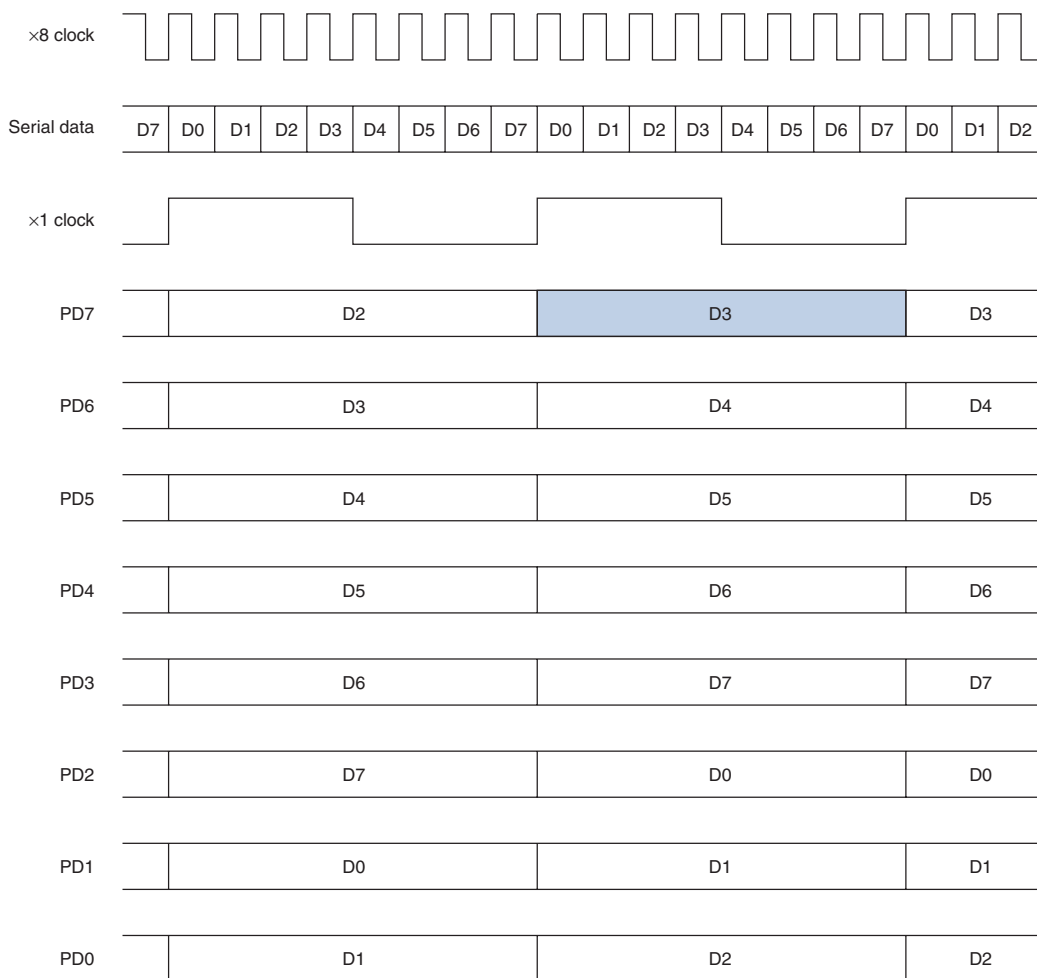 ×8 clock
Serial data D7 D0 D1 D2 D3 D4 D5 D6 D7 D0 D1 D2 D3 D4 D5 D6 D7 D0 D1 D2
×1 clock
PD7 D2 D3 D3
PD6 D3 D4 D4
PD5 D4 D5 D5
PD4 D5 D6 D6
PD3 D6 D7 D7
PD2 D7 D0 D0
PD1 D0 D1 D1
PD0 D1 D2 D2